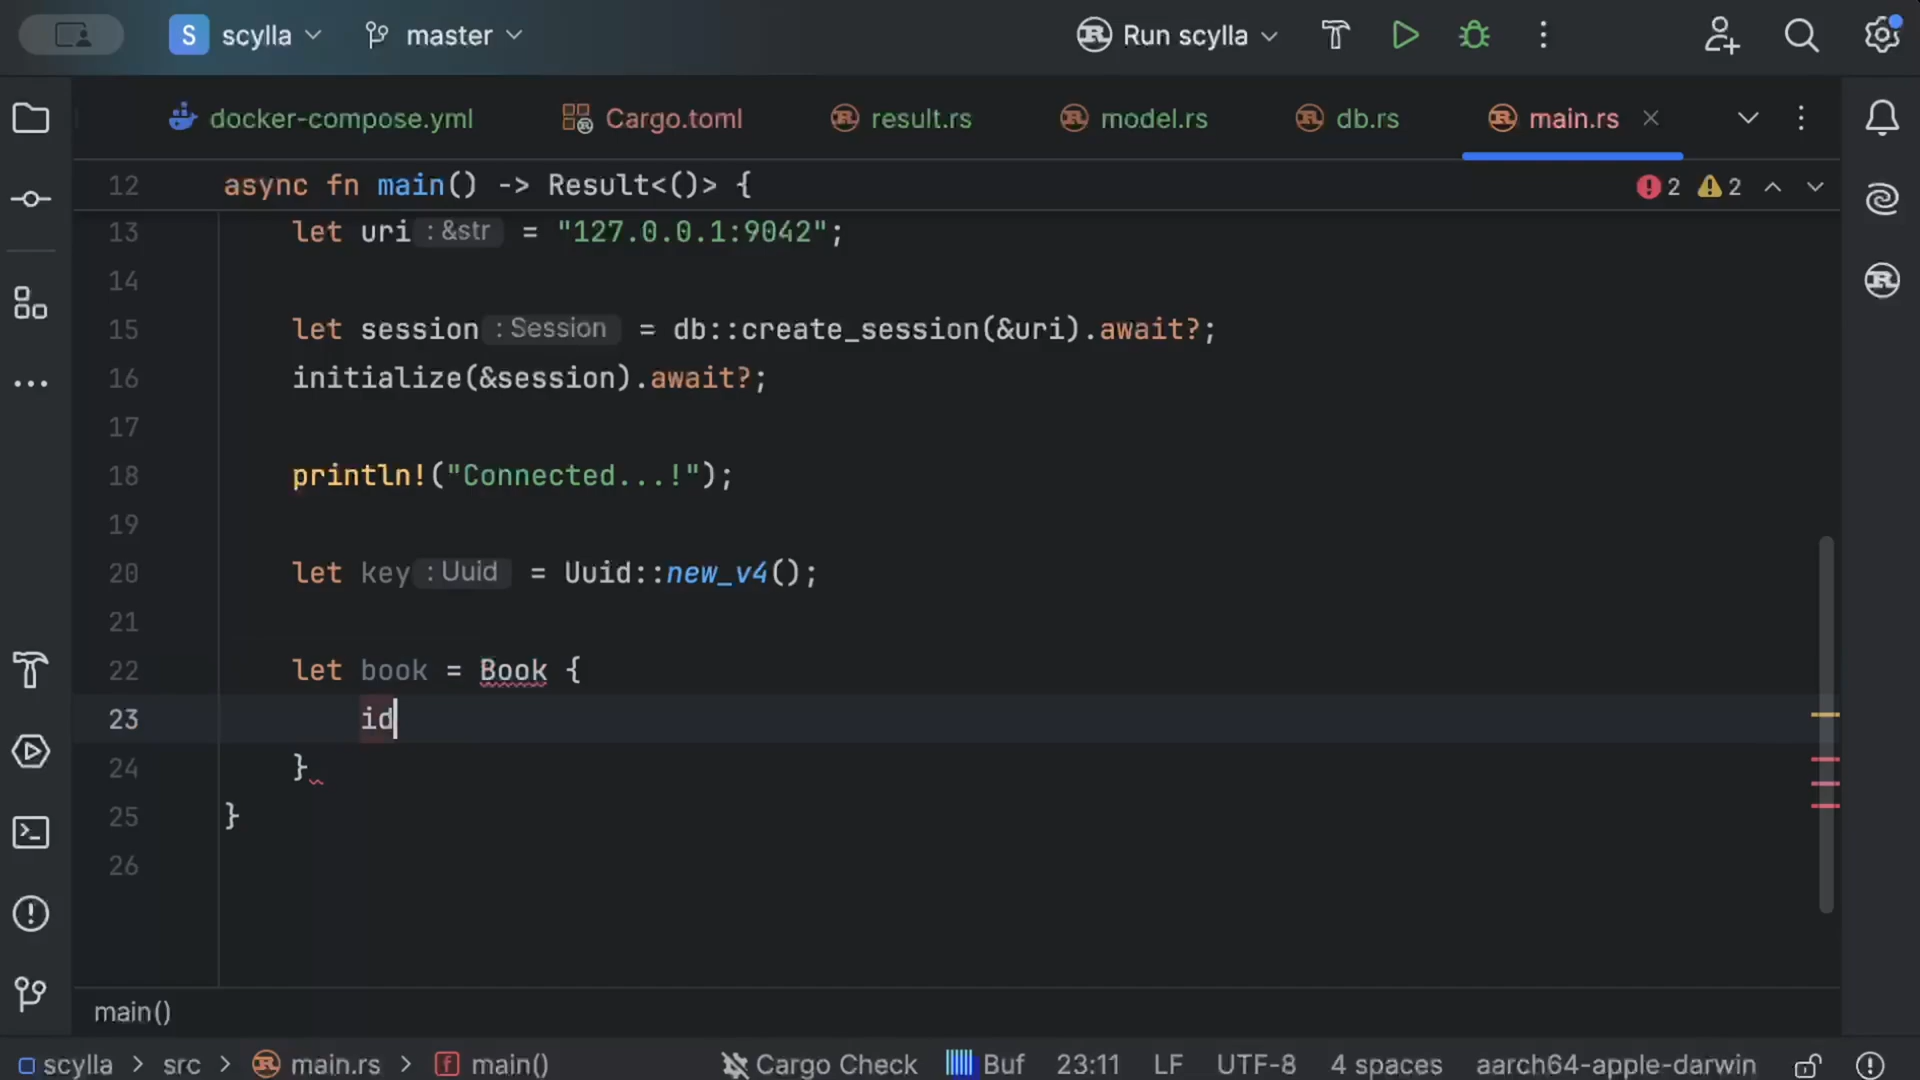 S scylla master Run scylla
docker-compose.yml Cargo.toml result.rs model.rs db.rs main.rs
12 async fn main() -> Result<()> { 2 2
13 let uri : &str = "127.0.0.1:9042";
14
15 let session : Session = db::create_session(&uri).await?;
16 initialize(&session).await?;
17
18 println!("Connected...!");
19
20 let key : Uuid = Uuid::new_v4();
21
22 let book = Book {
23 id
24 }
25 }
26
main()
scylla > src > main.rs > f main() Cargo Check Buf 23:11 LF UTF-8 4 spaces aarch64-apple-darwin